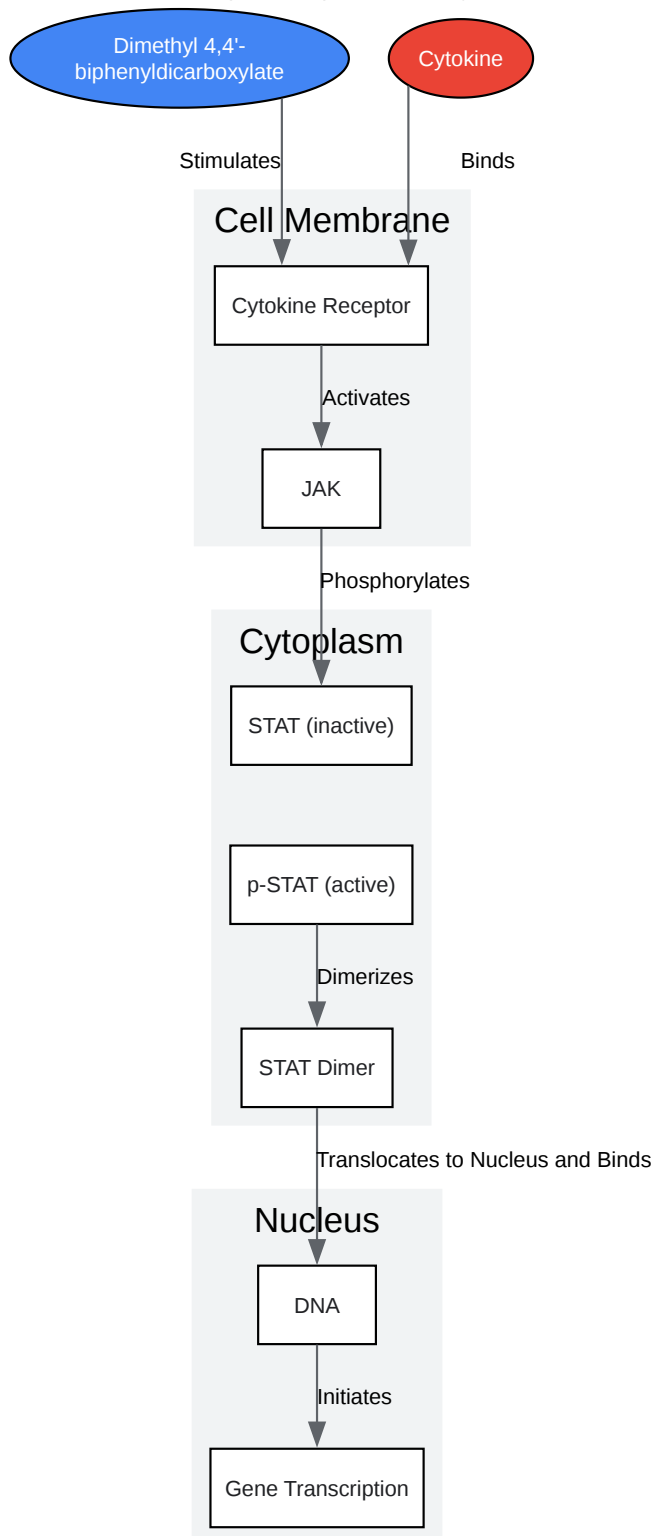 Dimethyl 4,4'-
biphenyldicarboxylate
Cytokine
Stimulates
Binds
Cell Membrane
Cytokine Receptor
Activates
JAK
Phosphorylates
Cytoplasm
STAT (inactive)
p-STAT (active)
Dimerizes
STAT Dimer
Translocates to Nucleus and Binds
Nucleus
DNA
Initiates
Gene Transcription